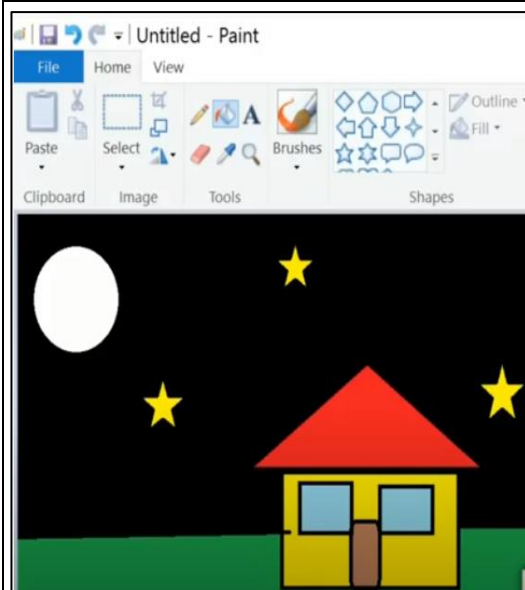 Untitled - Paint
File Home View
Outline
Fill
Paste Select Brushes
Clipboard Image Tools Shapes